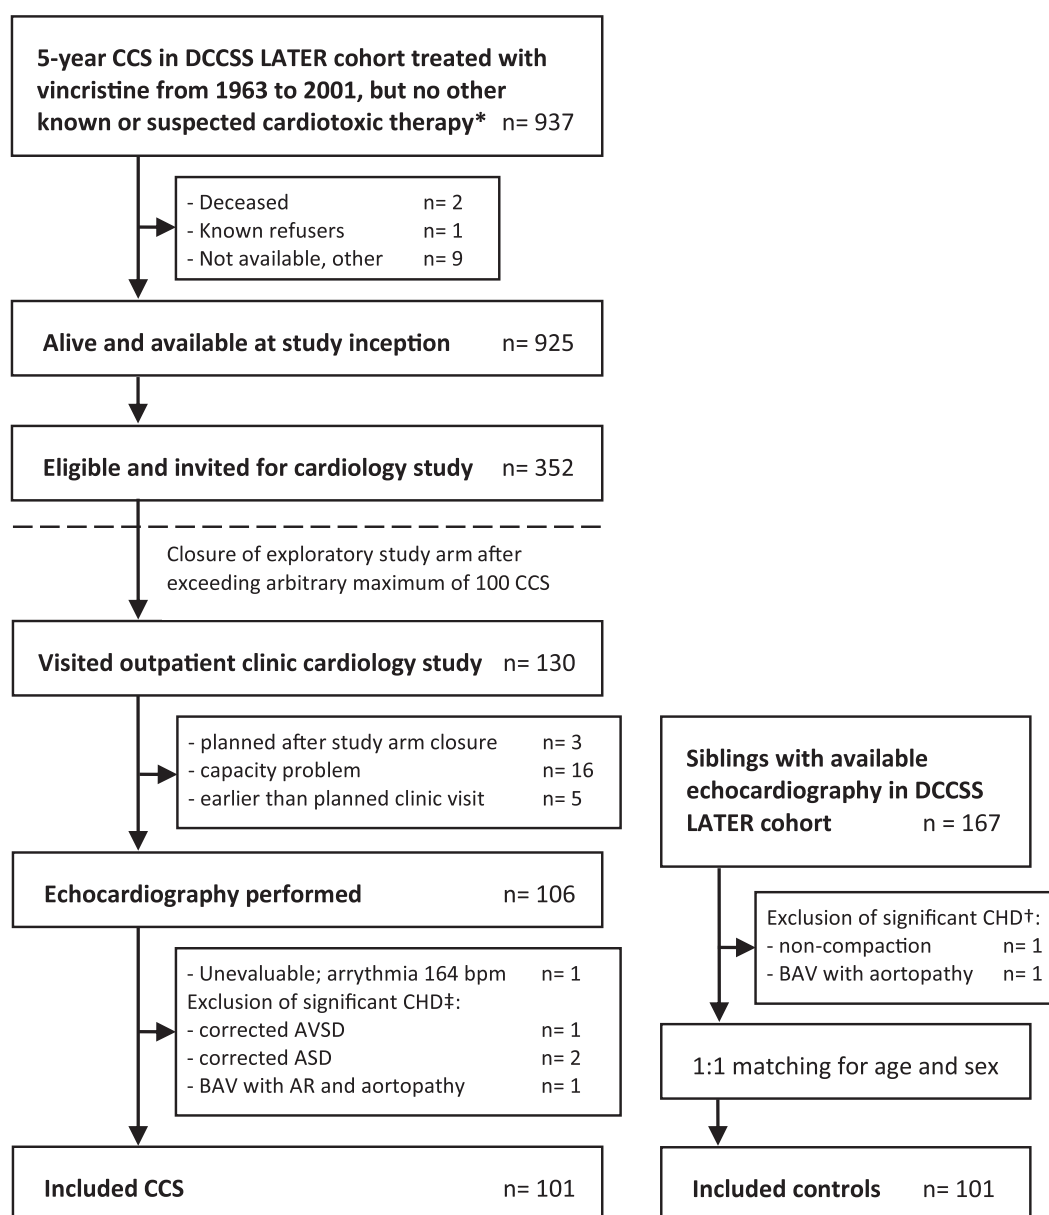 5-year CCS in DCCSS LATER cohort treated with
vincristine from 1963 to 2001, but no other
known or suspected cardiotoxic therapy* n= 937
- Deceased n= 2
- Known refusers n= 1
- Not available, other n= 9
Alive and available at study inception n= 925
Eligible and invited for cardiology study n= 352
Closure of exploratory study arm after
exceeding arbitrary maximum of 100 CCS
Visited outpatient clinic cardiology study n= 130
- planned after study arm closure n= 3
- capacity problem n= 16
- earlier than planned clinic visit n= 5
Echocardiography performed n= 106
- Unevaluable; arrythmia 164 bpm n= 1
Exclusion of significant CHD‡:
- corrected AVSD n= 1
- corrected ASD n= 2
- BAV with AR and aortopathy n= 1
Included CCS n= 101
Siblings with available
echocardiography in DCCSS
LATER cohort n = 167
Exclusion of significant CHD†:
- non-compaction n= 1
- BAV with aortopathy n= 1
1:1 matching for age and sex
Included controls n= 101